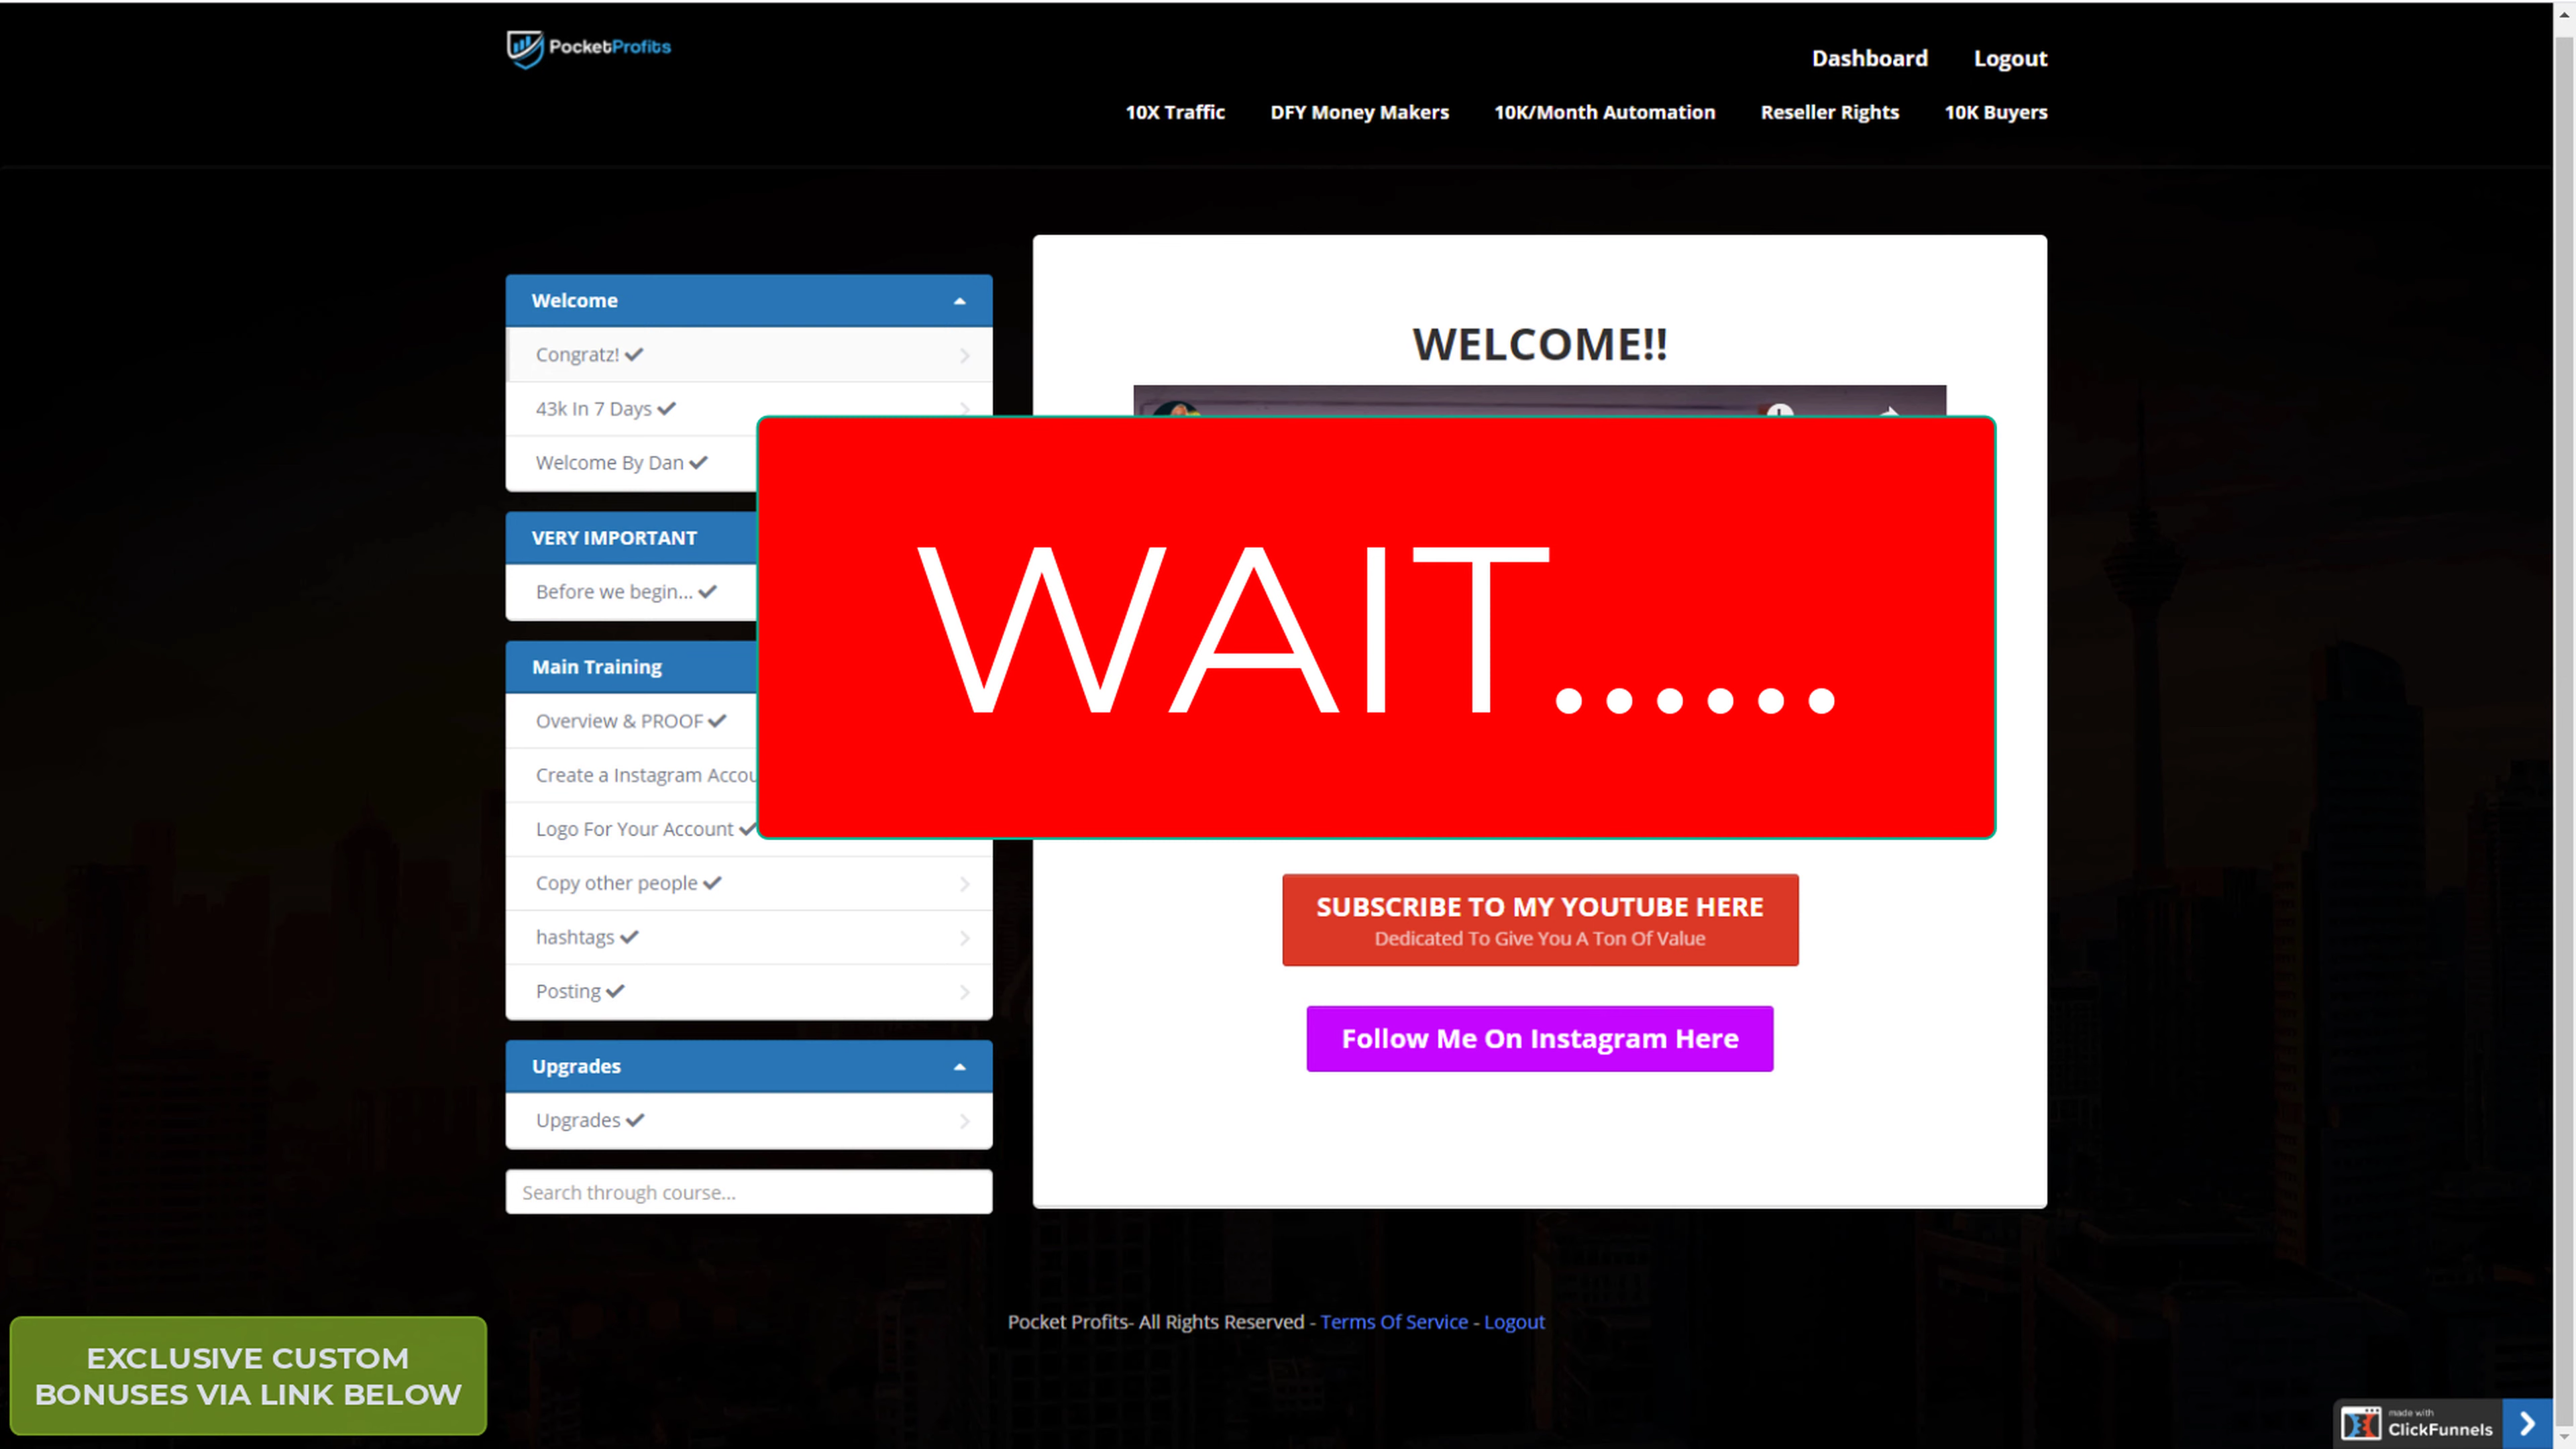 PocketProfits
Dashboard Logout
10X Traffic DFY Money Makers 10K/Month Automation Reseller Rights 10K Buyers
Welcome
Congratz!
43k In 7 Days
Welcome By Dan
VERY IMPORTANT
Before we begin...
Main Training
Overview & PROOF
Create a Instagram Accou
Logo For Your Account
Copy other people
hashtags
Posting
Upgrades
Upgrades
Search through course...
WELCOME!!
WAIT......
SUBSCRIBE TO MY YOUTUBE HERE
Dedicated To Give You A Ton Of Value
Follow Me On Instagram Here
Pocket Profits- All Rights Reserved - Terms Of Service - Logout
EXCLUSIVE CUSTOM
BONUSES VIA LINK BELOW
made with
ClickFunnels